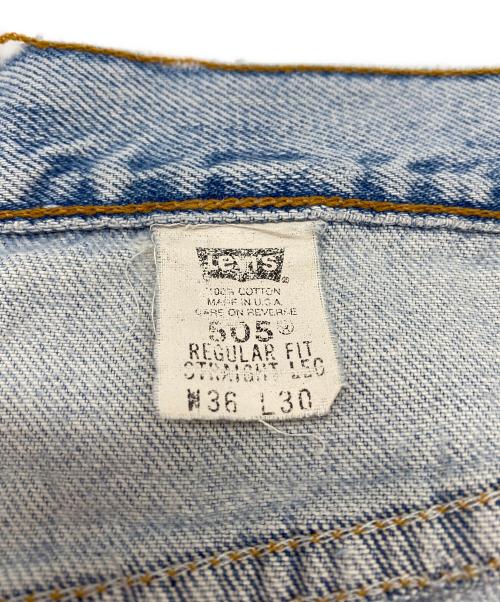 Levi's
100% COTTON
MADE IN U.S.A.
CARE ON REVERSE
505®
REGULAR FIT
STRAIGHT LEG
W36 L30